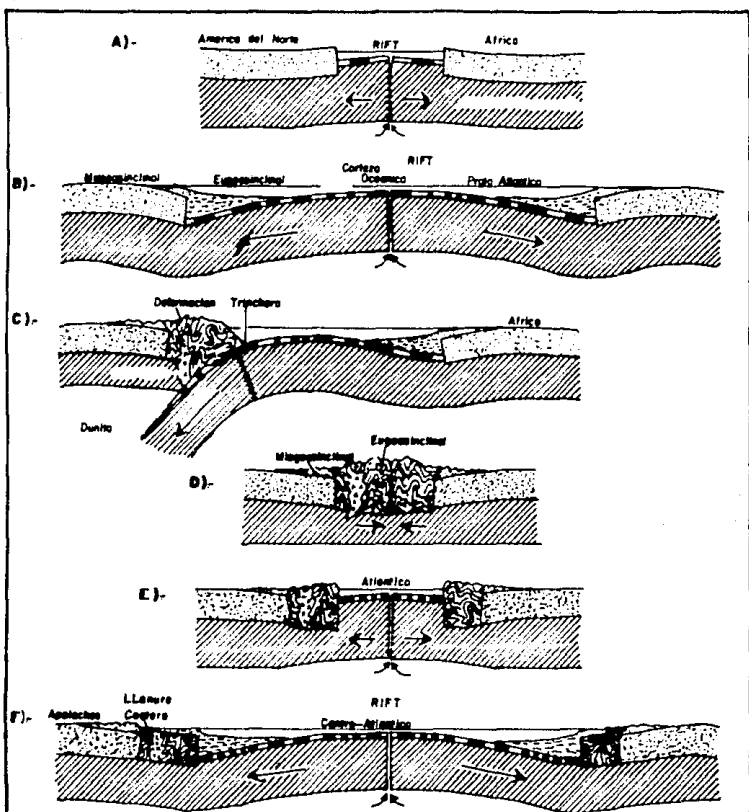 A)-
America del Norte
RIFT
Africa
B)-
Miogeosinclinal
Eugeosinclinal
Corteza
Oceanica
RIFT
Proto Atlantico
C)-
Deformacion
Trinchera
Africa
Dunita
D)-
Miogeosinclinal
Eugeosinclinal
E)-
Atlantico
F)-
Apalaches
LLanura
Costera
RIFT
Centro-Atlantico